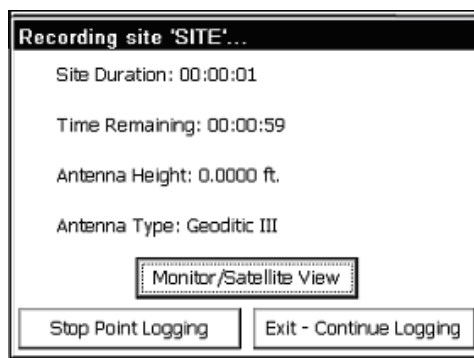 Recording site 'SITE'...
Site Duration: 00:00:01
Time Remaining: 00:00:59
Antenna Height: 0.0000 ft.
Antenna Type: Geoditic III
Monitor/Satellite View
Stop Point Logging Exit - Continue Logging